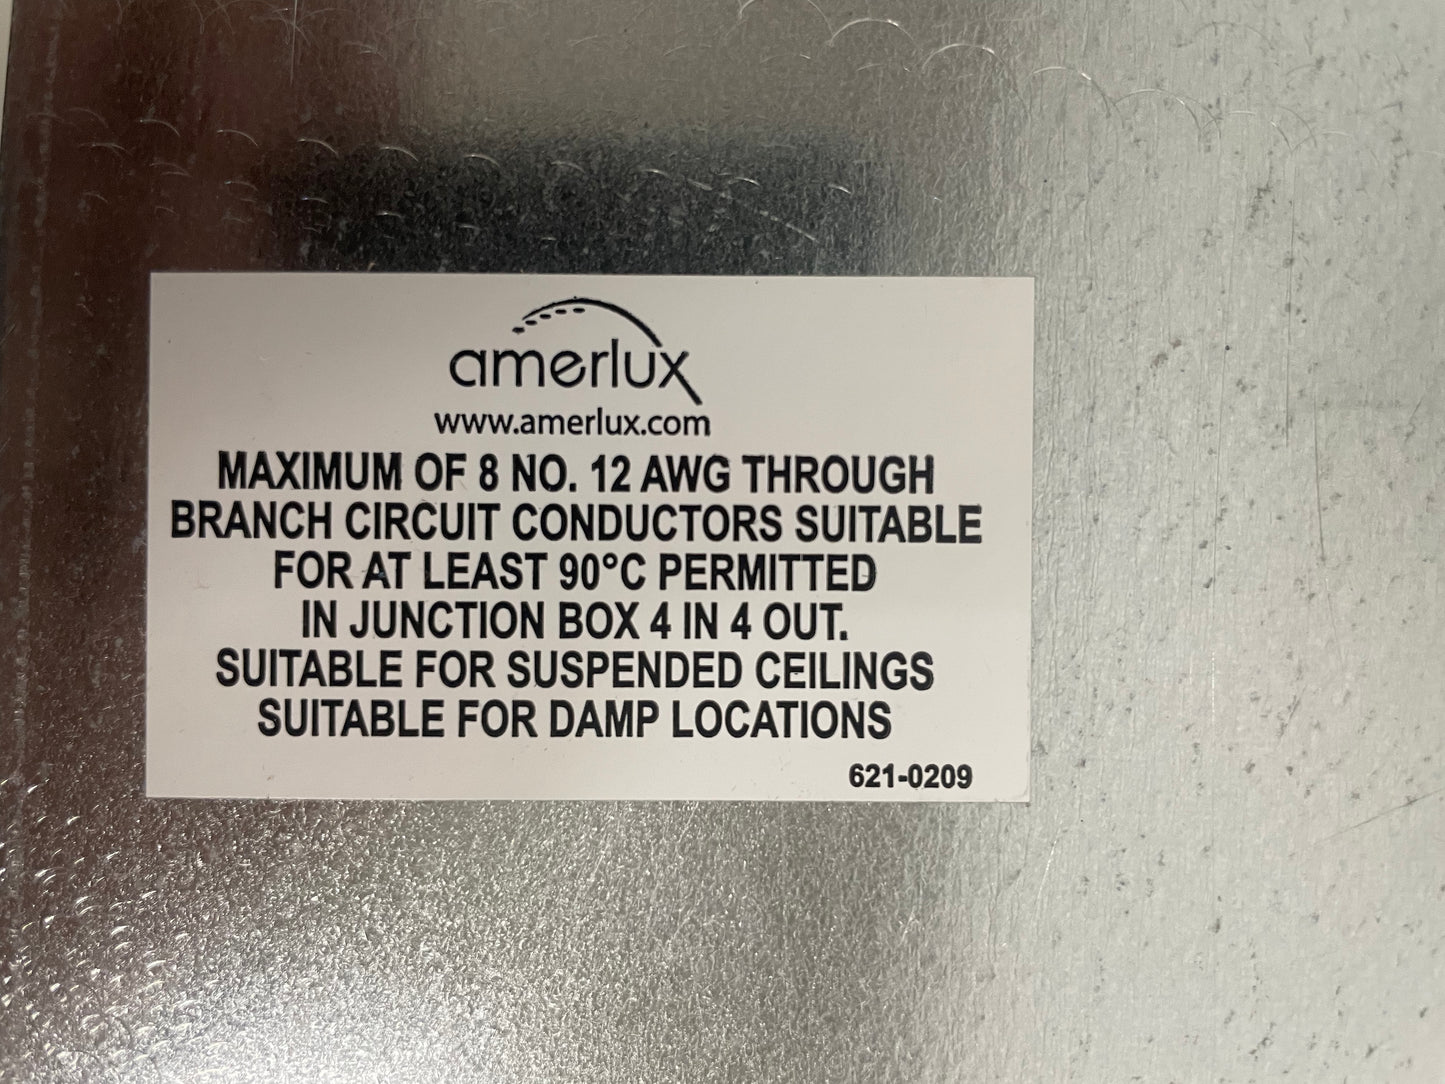 amerlux
www.amerlux.com
MAXIMUM OF 8 NO. 12 AWG THROUGH
BRANCH CIRCUIT CONDUCTORS SUITABLE
FOR AT LEAST 90°C PERMITTED
IN JUNCTION BOX 4 IN 4 OUT.
SUITABLE FOR SUSPENDED CEILINGS
SUITABLE FOR DAMP LOCATIONS
621-0209